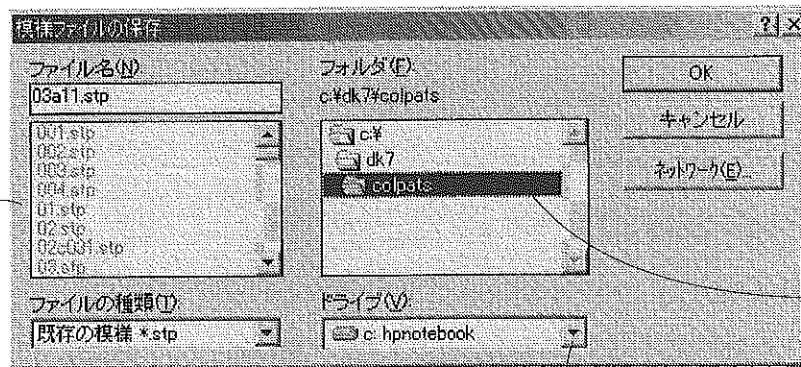 模様ファイルの保存
ファイル名(N)
03a11.stp
001.stp
002.stp
003.stp
004.stp
01.stp
02.stp
02c001.stp
03.stp
ファイルの種類(T)
既存の模様 *.stp
フォルダ(F):
c:¥dk7¥colpats
c:¥
dk7
colpats
ドライブ(V):
c: hpnotebook
OK
キャンセル
ネットワーク(E)...